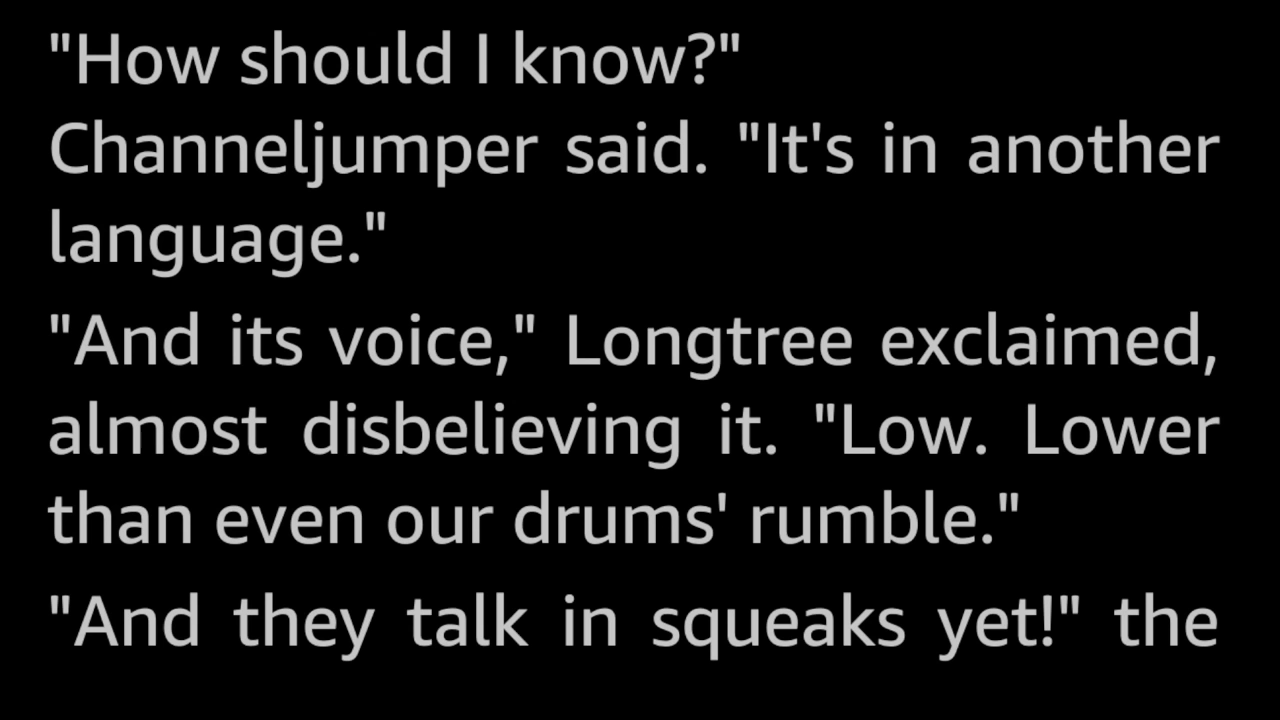 "How should I know?"
Channeljumper said. "It's in another
language."
"And its voice," Longtree exclaimed,
almost disbelieving it. "Low. Lower
than even our drums' rumble."
"And they talk in squeaks yet!" the